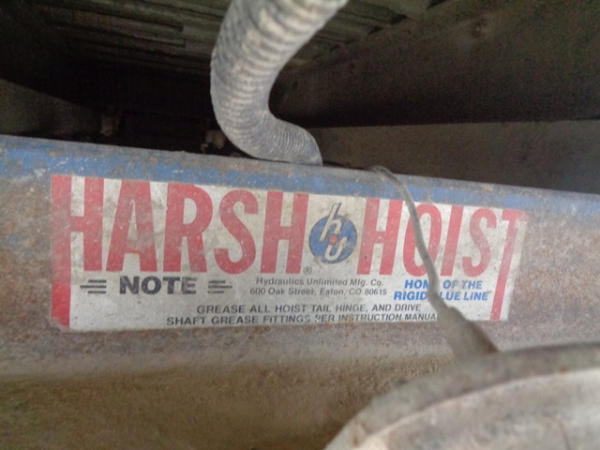 HARSH hu HOIST
®
= NOTE =
Hydraulics Unlimited Mfg. Co.
600 Oak Street, Eaton, CO 80615
HOME OF THE
RIGID BLUE LINE
GREASE ALL HOIST TAIL HINGE, AND DRIVE
SHAFT GREASE FITTINGS PER INSTRUCTION MANUAL